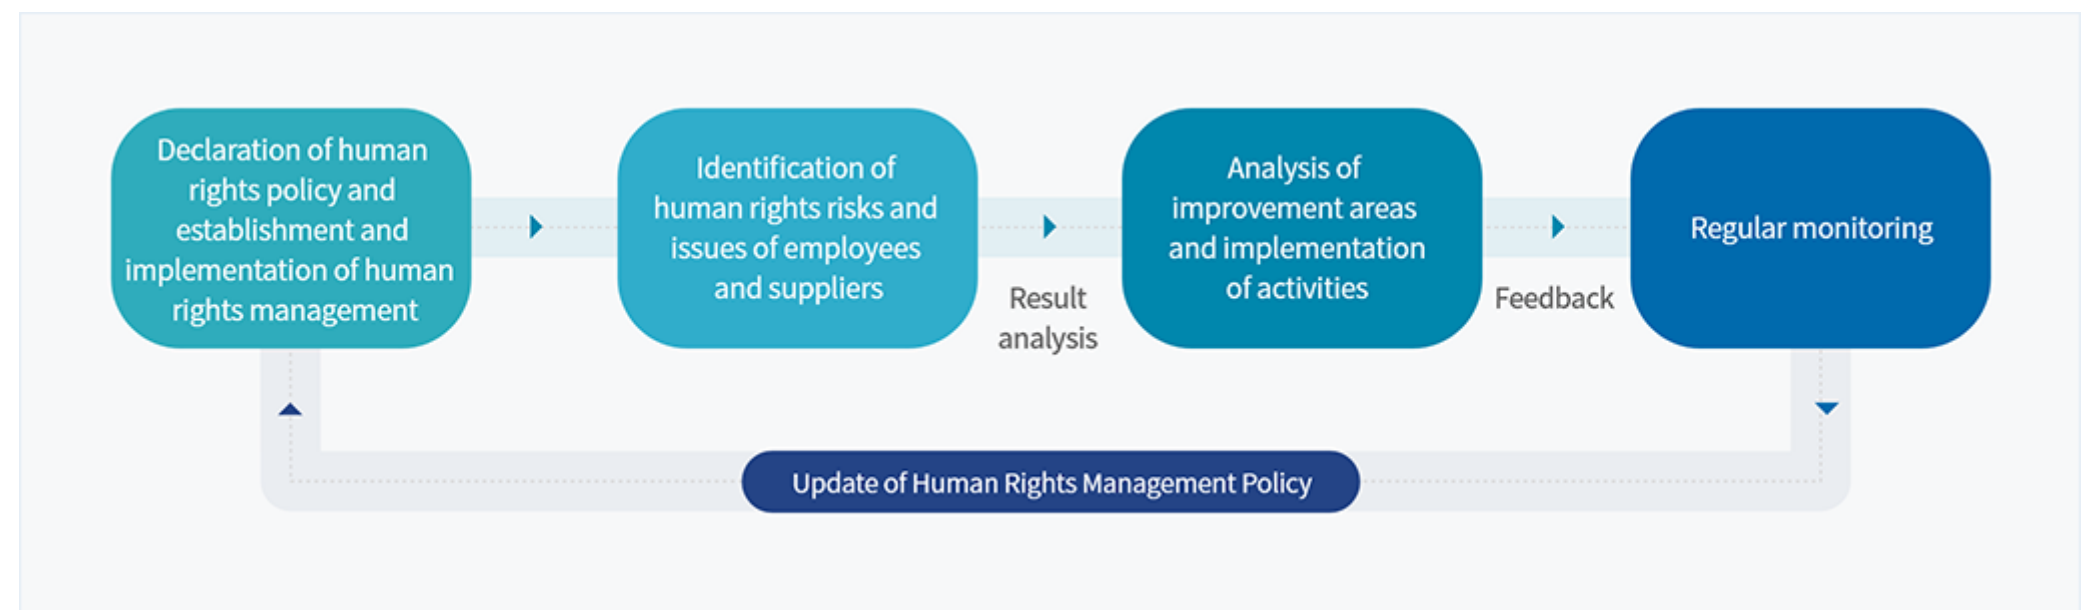 Declaration of human
rights policy and
establishment and
implementation of human
rights management
Identification of
human rights risks and
issues of employees
and suppliers
Result
analysis
Analysis of
improvement areas
and implementation
of activities
Feedback
Regular monitoring
Update of Human Rights Management Policy